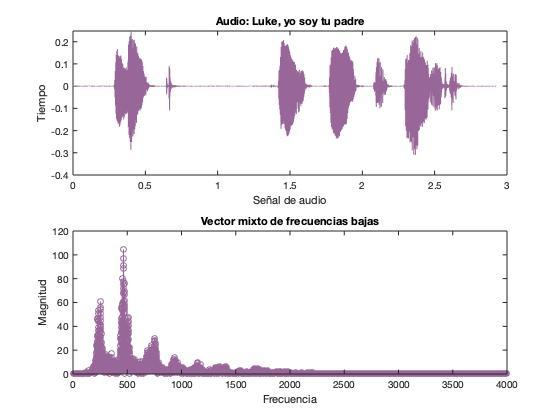 Audio: Luke, yo soy tu padre
0.2
0.1
0
-0.1
-0.2
-0.3
-0.4
Tiempo
0 0.5 1 1.5 2 2.5 3
Señal de audio
Vector mixto de frecuencias bajas
120
100
80
60
40
20
0
Magnitud
0 500 1000 1500 2000 2500 3000 3500 4000
Frecuencia